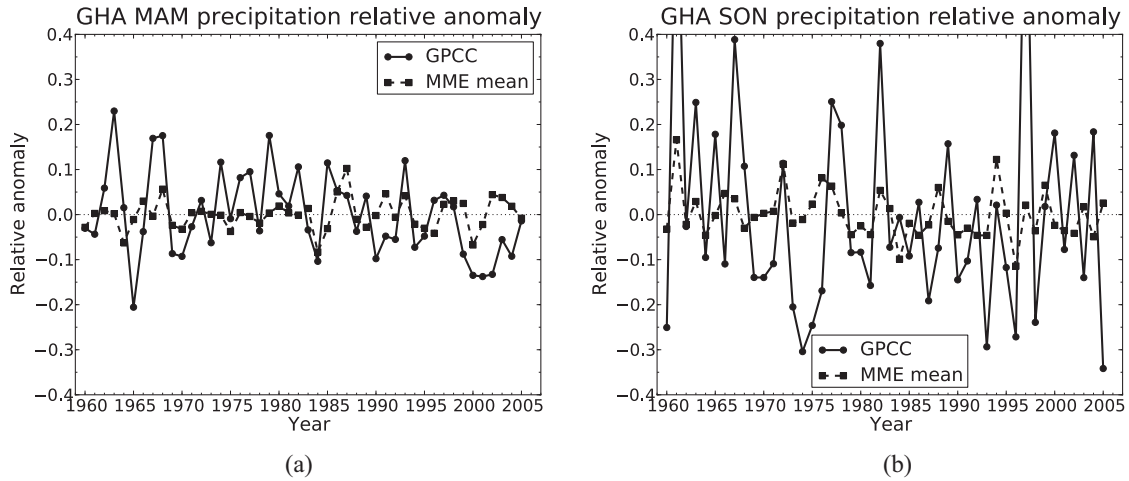 GHA MAM precipitation relative anomaly
0.4
0.3
0.2
0.1
0.0
−0.1
−0.2
−0.3
−0.4
Relative anomaly
GPCC
MME mean
1960 1965 1970 1975 1980 1985 1990 1995 2000 2005
Year
(a)
GHA SON precipitation relative anomaly
0.4
0.3
0.2
0.1
0.0
−0.1
−0.2
−0.3
−0.4
Relative anomaly
GPCC
MME mean
1960 1965 1970 1975 1980 1985 1990 1995 2000 2005
Year
(b)